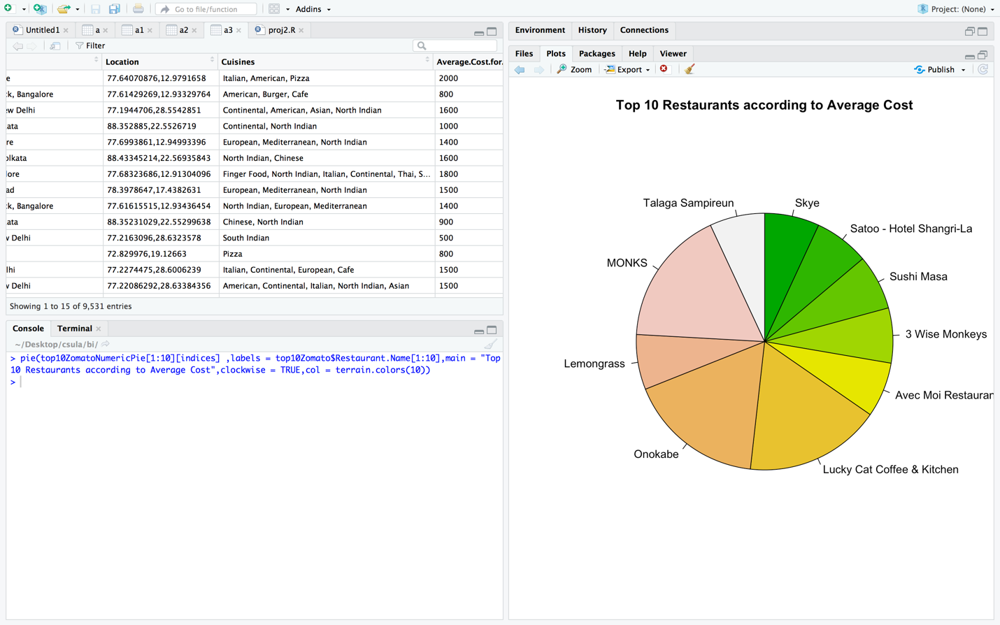 Go to file/function
Addins
Project: (None)
Untitled1
a
a1
a2
a3
proj2.R
Filter
Location Cuisines Average.Cost.for.
e 77.64070876,12.9791658 Italian, American, Pizza 2000
:k, Bangalore 77.61429269,12.93329764 American, Burger, Cafe 800
ew Delhi 77.1944706,28.5542851 Continental, American, Asian, North Indian 1600
ata 88.352885,22.5526719 Continental, North Indian 1000
re 77.6993861,12.94993396 European, Mediterranean, North Indian 1400
olkata 88.43345214,22.56935843 North Indian, Chinese 1600
lore 77.68323686,12.91304096 Finger Food, North Indian, Italian, Continental, Thai, S... 1800
ad 78.3978647,17.4382631 European, Mediterranean, North Indian 1500
:k, Bangalore 77.61615515,12.93436454 North Indian, European, Mediterranean 1400
ata 88.35231029,22.55299638 Chinese, North Indian 900
v Delhi 77.2163096,28.6323578 South Indian 500
72.829976,19.12663 Pizza 800
lhi 77.2274475,28.6006239 Italian, Continental, European, Cafe 1500
v Delhi 77.22086292,28.63384356 American, Continental, Italian, North Indian, Asian 1500
Showing 1 to 15 of 9,531 entries
Console Terminal
~/Desktop/csula/bi/
> pie(top10ZomatoNumericPie[1:10][indices] ,labels = top10Zomato$Restaurant.Name[1:10],main = "Top
10 Restaurants according to Average Cost",clockwise = TRUE,col = terrain.colors(10))
>
Environment History Connections
Files Plots Packages Help Viewer
Zoom Export Publish
Top 10 Restaurants according to Average Cost
Talaga Sampireun
Skye
Satoo - Hotel Shangri-La
MONKS
Sushi Masa
3 Wise Monkeys
Lemongrass
Avec Moi Restauran
Onokabe
Lucky Cat Coffee & Kitchen